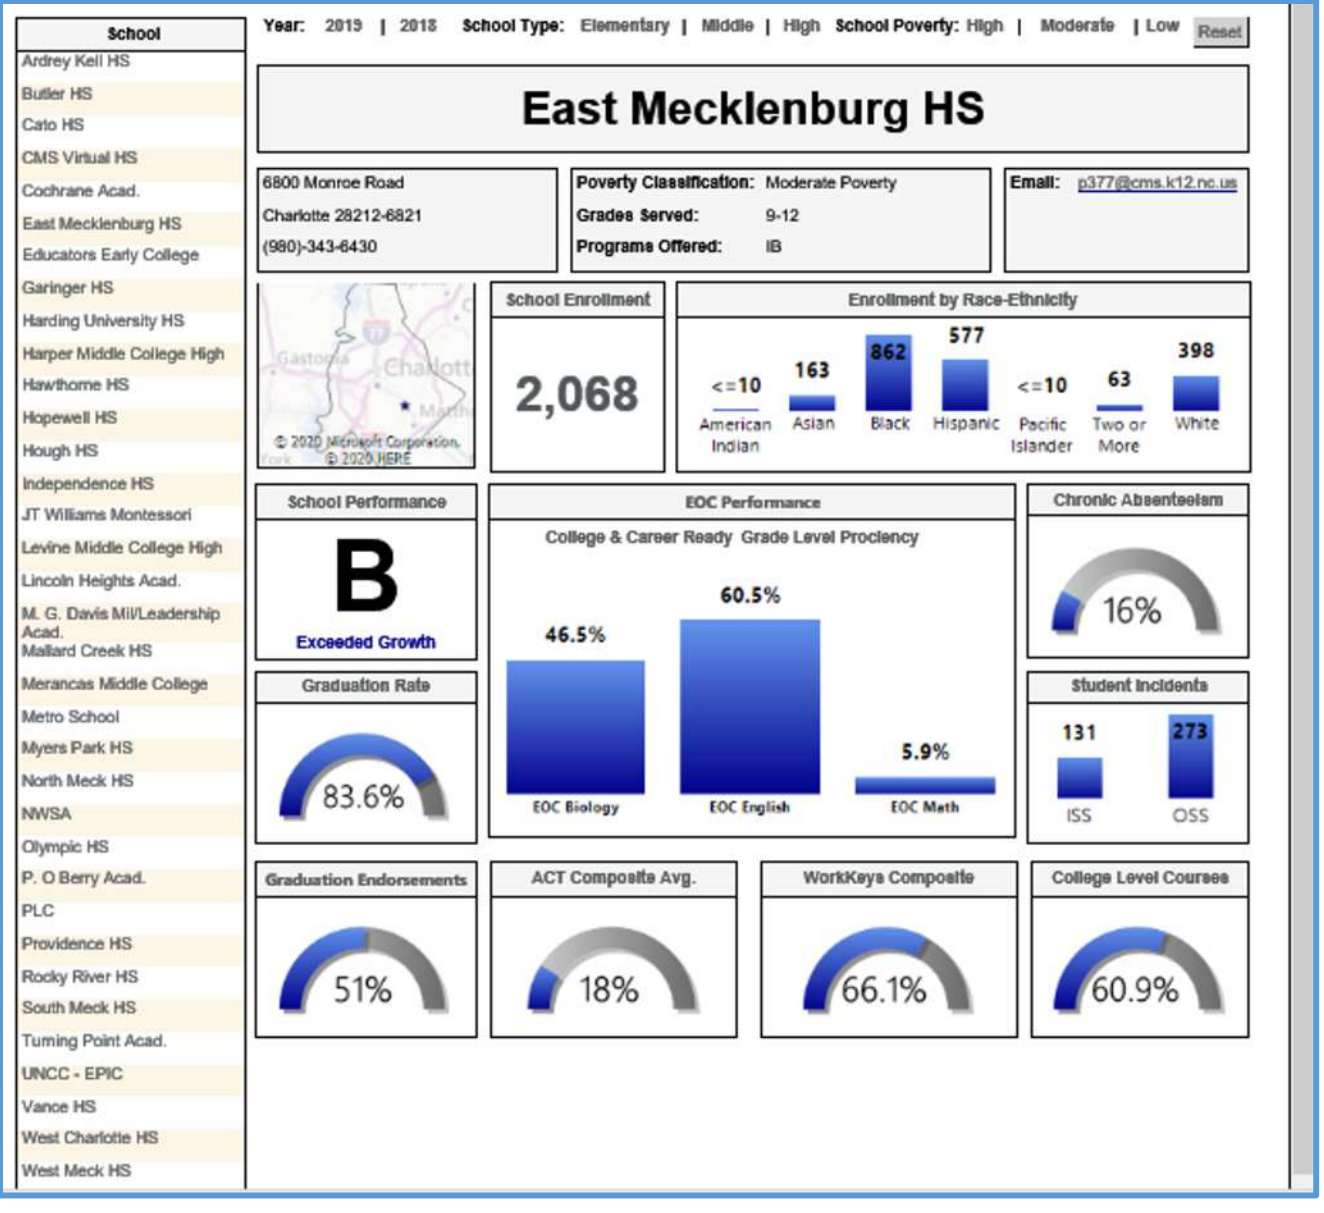 School
Ardrey Kell HS
Butler HS
Cato HS
CMS Virtual HS
Cochrane Acad.
East Mecklenburg HS
Educators Early College
Garinger HS
Harding University HS
Harper Middle College High
Hawthorne HS
Hopewell HS
Hough HS
Independence HS
JT Williams Montessori
Levine Middle College High
Lincoln Heights Acad.
M. G. Davis Mil/Leadership
Acad.
Mallard Creek HS
Merancas Middle College
Metro School
Myers Park HS
North Meck HS
NWSA
Olympic HS
P. O Berry Acad.
PLC
Providence HS
Rocky River HS
South Meck HS
Turning Point Acad.
UNCC - EPIC
Vance HS
West Charlotte HS
West Meck HS
Year: 2019 | 2018 School Type: Elementary | Middle | High School Poverty: High | Moderate | Low Reset
East Mecklenburg HS
6800 Monroe Road
Charlotte 28212-6821
(980)-343-6430
Poverty Classification: Moderate Poverty
Grades Served: 9-12
Programs Offered: IB
Email: p377@cms.k12.nc.us
77
Gastonia
Charlott
Matth
© 2020 Microsoft Corporation,
York © 2020 HERE
School Enrollment
2,068
Enrollment by Race-Ethnicity
<=10 163 862 577 <=10 63 398
American Asian Black Hispanic Pacific Two or White
Indian Islander More
School Performance
B
Exceeded Growth
EOC Performance
College & Career Ready Grade Level Prociency
46.5% 60.5% 5.9%
EOC Biology EOC English EOC Math
Chronic Absenteeism
16%
Graduation Rate
83.6%
Student Incidents
131 273
ISS OSS
Graduation Endorsements
51%
ACT Composite Avg.
18%
WorkKeys Composite
66.1%
College Level Courses
60.9%